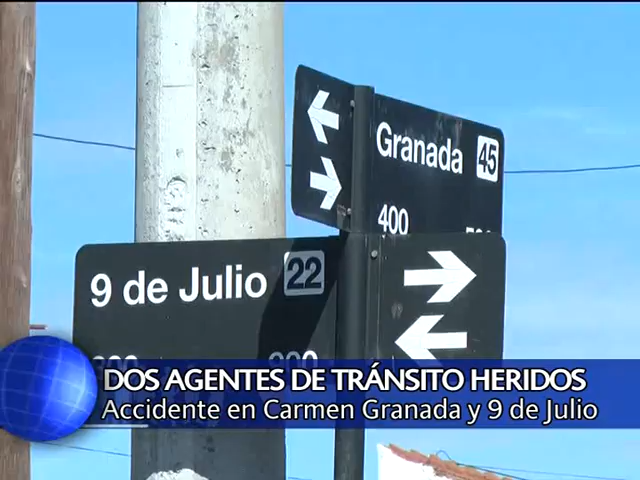 Granada 45
400
9 de Julio 22
DOS AGENTES DE TRÁNSITO HERIDOS
Accidente en Carmen Granada y 9 de Julio